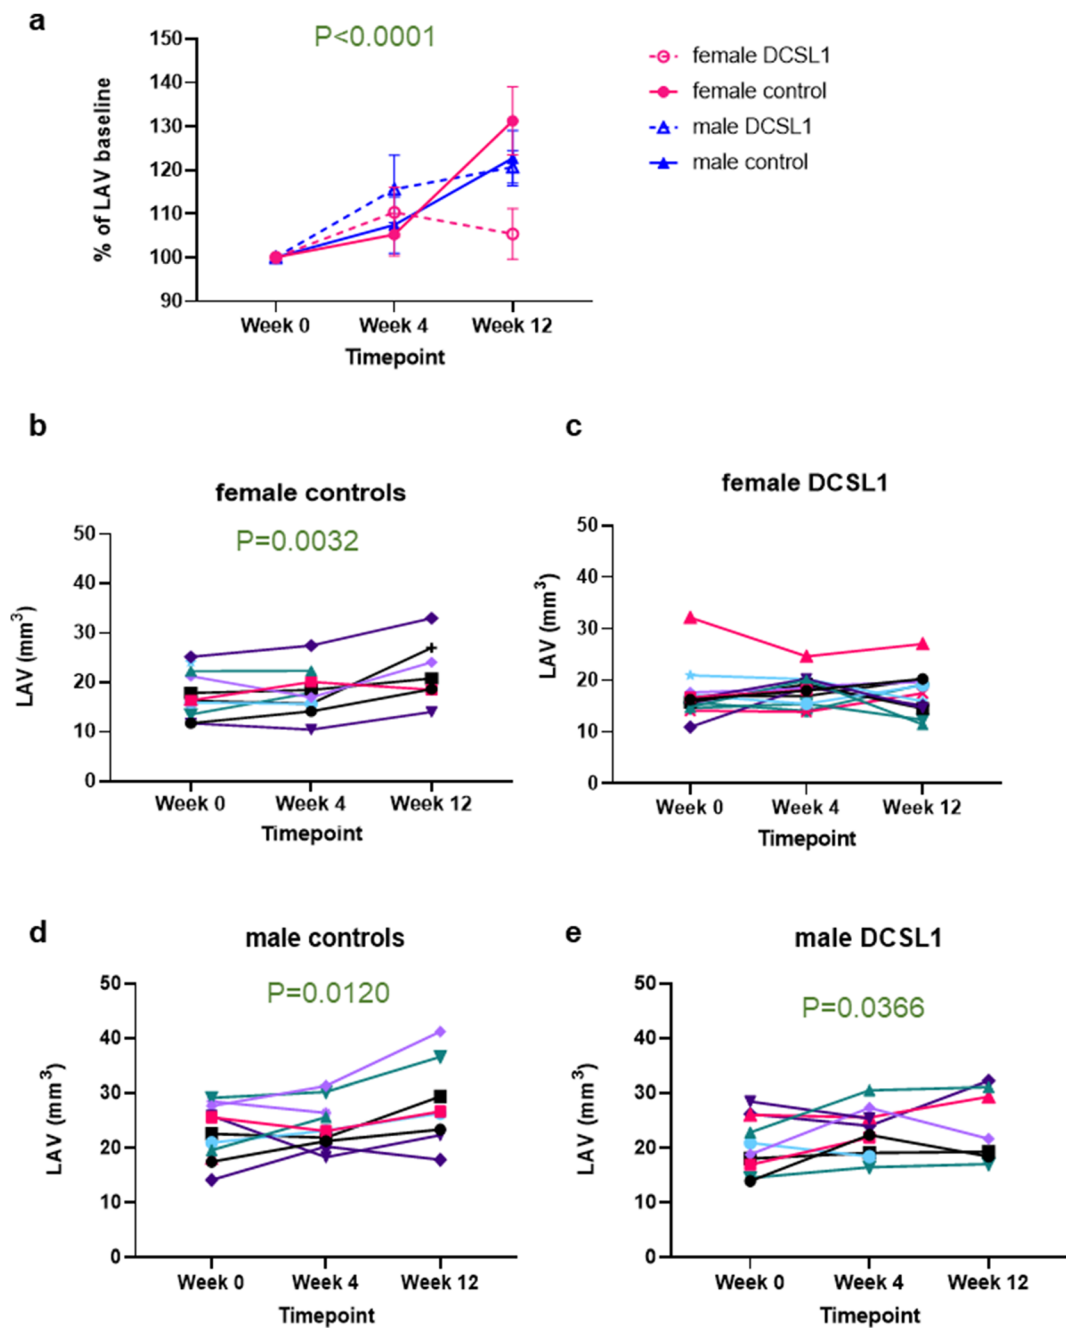 a
P<0.0001
150
140
130
120
110
100
90
% of LAV baseline
Week 0 Week 4 Week 12
Timepoint
female DCSL1
female control
male DCSL1
male control
b
female controls
P=0.0032
50
40
30
20
10
0
LAV (mm³)
Week 0 Week 4 Week 12
Timepoint
c
female DCSL1
50
40
30
20
10
0
LAV (mm³)
Week 0 Week 4 Week 12
Timepoint
d
male controls
P=0.0120
50
40
30
20
10
0
LAV (mm³)
Week 0 Week 4 Week 12
Timepoint
e
male DCSL1
P=0.0366
50
40
30
20
10
0
LAV (mm³)
Week 0 Week 4 Week 12
Timepoint